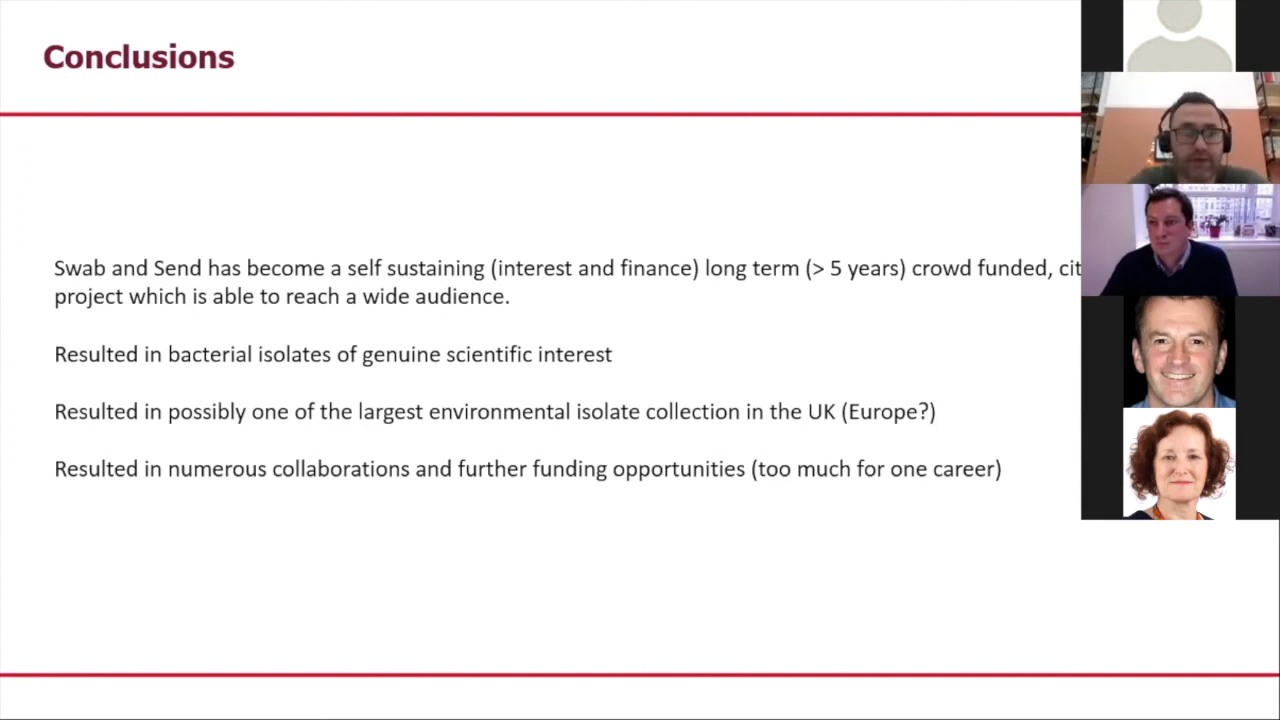 Conclusions
Swab and Send has become a self sustaining (interest and finance) long term (> 5 years) crowd funded, cit
project which is able to reach a wide audience.
Resulted in bacterial isolates of genuine scientific interest
Resulted in possibly one of the largest environmental isolate collection in the UK (Europe?)
Resulted in numerous collaborations and further funding opportunities (too much for one career)